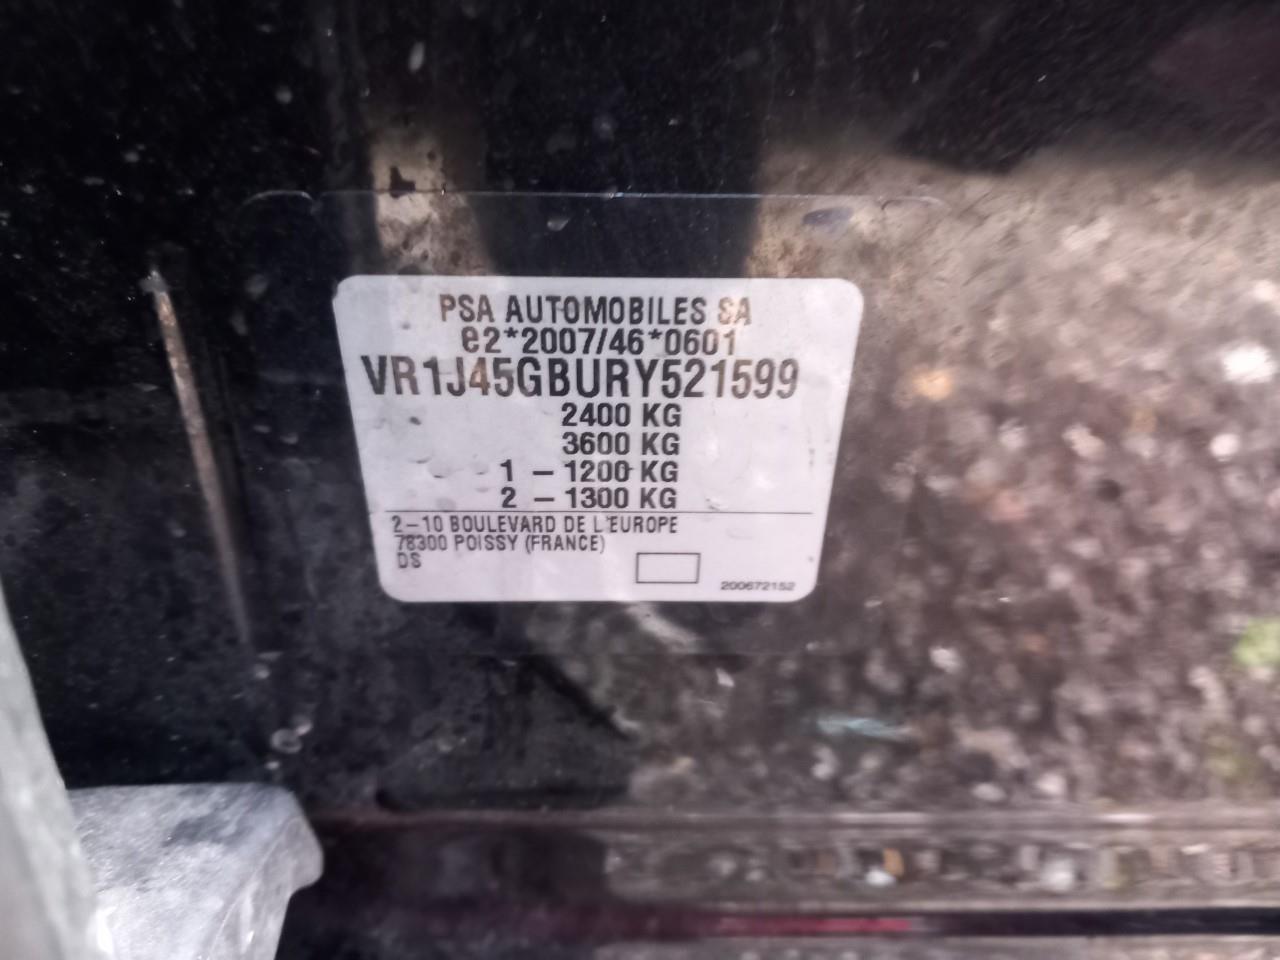 PSA AUTOMOBILES SA
e2*2007/46*0601
VR1J45GBURY521599
2400 KG
3600 KG
1 – 1200 KG
2 – 1300 KG
2–10 BOULEVARD DE L'EUROPE
78300 POISSY (FRANCE)
DS
200672152